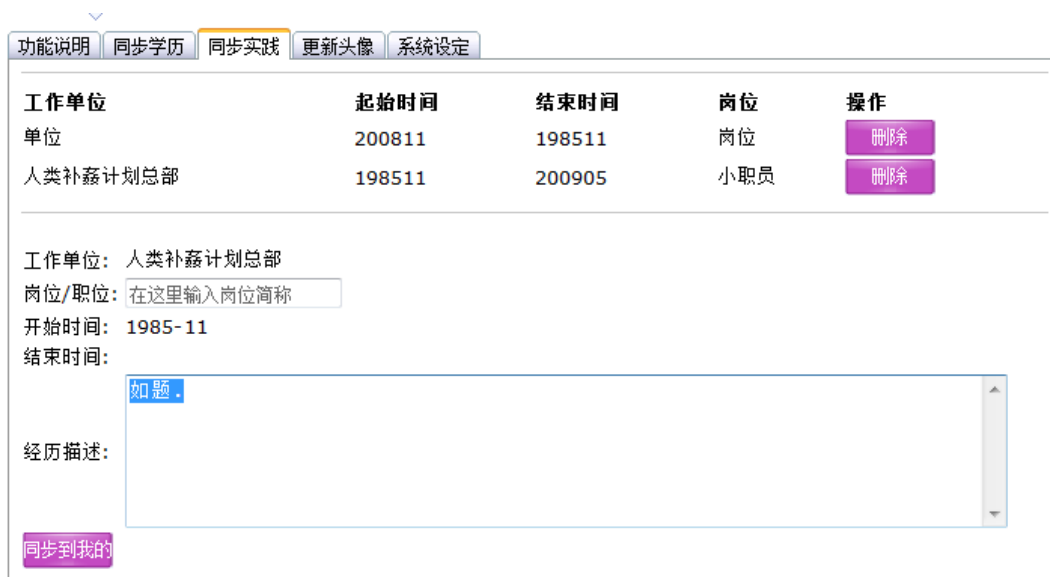 功能说明 同步学历 同步实践 更新头像 系统设定
工作单位 起始时间 结束时间 岗位 操作
单位 200811 198511 岗位 删除
人类补姦计划总部 198511 200905 小职员 删除
工作单位: 人类补姦计划总部
岗位/职位: 在这里输入岗位简称
开始时间: 1985-11
结束时间:
如题.
经历描述:
同步到我的